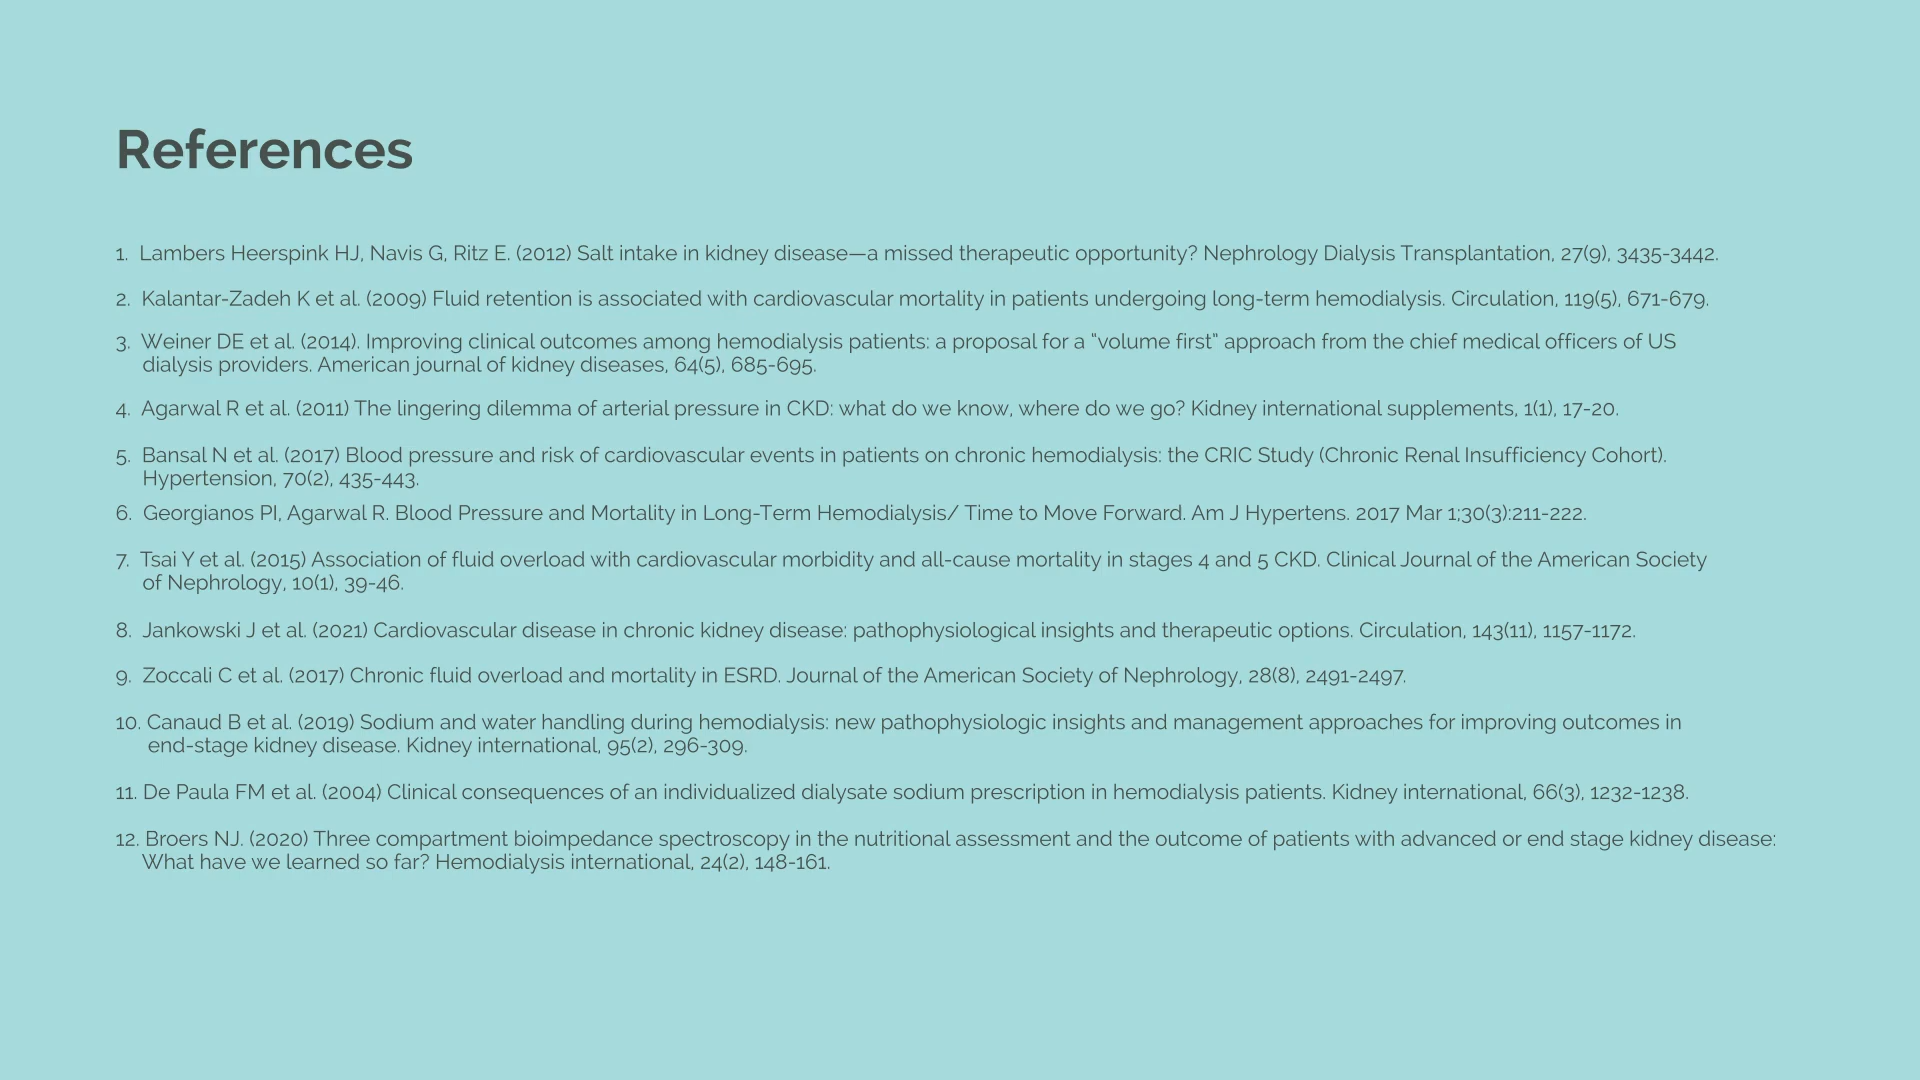 References
1. Lambers Heerspink HJ, Navis G, Ritz E. (2012) Salt intake in kidney disease—a missed therapeutic opportunity? Nephrology Dialysis Transplantation, 27(9), 3435-3442.
2. Kalantar-Zadeh K et al. (2009) Fluid retention is associated with cardiovascular mortality in patients undergoing long-term hemodialysis. Circulation, 119(5), 671-679.
3. Weiner DE et al. (2014). Improving clinical outcomes among hemodialysis patients: a proposal for a "volume first" approach from the chief medical officers of US
dialysis providers. American journal of kidney diseases, 64(5), 685-695.
4. Agarwal R et al. (2011) The lingering dilemma of arterial pressure in CKD: what do we know, where do we go? Kidney international supplements, 1(1), 17-20.
5. Bansal N et al. (2017) Blood pressure and risk of cardiovascular events in patients on chronic hemodialysis: the CRIC Study (Chronic Renal Insufficiency Cohort).
Hypertension, 70(2), 435-443.
6. Georgianos PI, Agarwal R. Blood Pressure and Mortality in Long-Term Hemodialysis/ Time to Move Forward. Am J Hypertens. 2017 Mar 1;30(3):211-222.
7. Tsai Y et al. (2015) Association of fluid overload with cardiovascular morbidity and all-cause mortality in stages 4 and 5 CKD. Clinical Journal of the American Society
of Nephrology, 10(1), 39-46.
8. Jankowski J et al. (2021) Cardiovascular disease in chronic kidney disease: pathophysiological insights and therapeutic options. Circulation, 143(11), 1157-1172.
9. Zoccali C et al. (2017) Chronic fluid overload and mortality in ESRD. Journal of the American Society of Nephrology, 28(8), 2491-2497.
10. Canaud B et al. (2019) Sodium and water handling during hemodialysis: new pathophysiologic insights and management approaches for improving outcomes in
end-stage kidney disease. Kidney international, 95(2), 296-309.
11. De Paula FM et al. (2004) Clinical consequences of an individualized dialysate sodium prescription in hemodialysis patients. Kidney international, 66(3), 1232-1238.
12. Broers NJ. (2020) Three compartment bioimpedance spectroscopy in the nutritional assessment and the outcome of patients with advanced or end stage kidney disease:
What have we learned so far? Hemodialysis international, 24(2), 148-161.